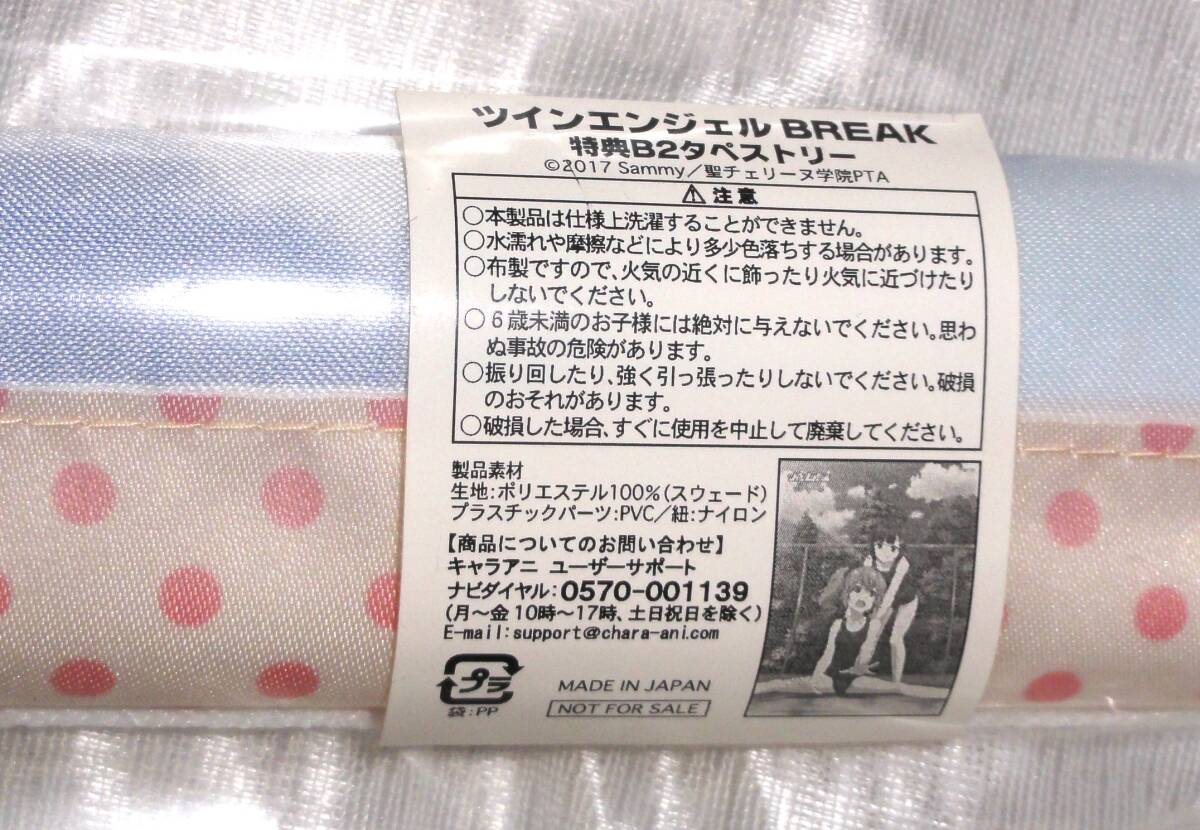 ツインエンジェル BREAK
特典B2タペストリー
©2017 Sammy／聖チェリーヌ学院PTA
⚠ 注意
○本製品は仕様上洗濯することができません。
○水濡れや摩擦などにより多少色落ちする場合があります。
○布製ですので、火気の近くに飾ったり火気に近づけたり
しないでください。
○6歳未満のお子様には絶対に与えないでください。思わ
ぬ事故の危険があります。
○振り回したり、強く引っ張ったりしないでください。破損
のおそれがあります。
○破損した場合、すぐに使用を中止して廃棄してください。
製品素材
生地：ポリエステル100%（スウェード）
プラスチックパーツ：PVC／紐：ナイロン
【商品についてのお問い合わせ】
キャラアニ ユーザーサポート
ナビダイヤル：0570-001139
（月〜金 10時〜17時、土日祝日を除く）
E-mail：support@chara-ani.com
プラ
袋：PP
MADE IN JAPAN
NOT FOR SALE